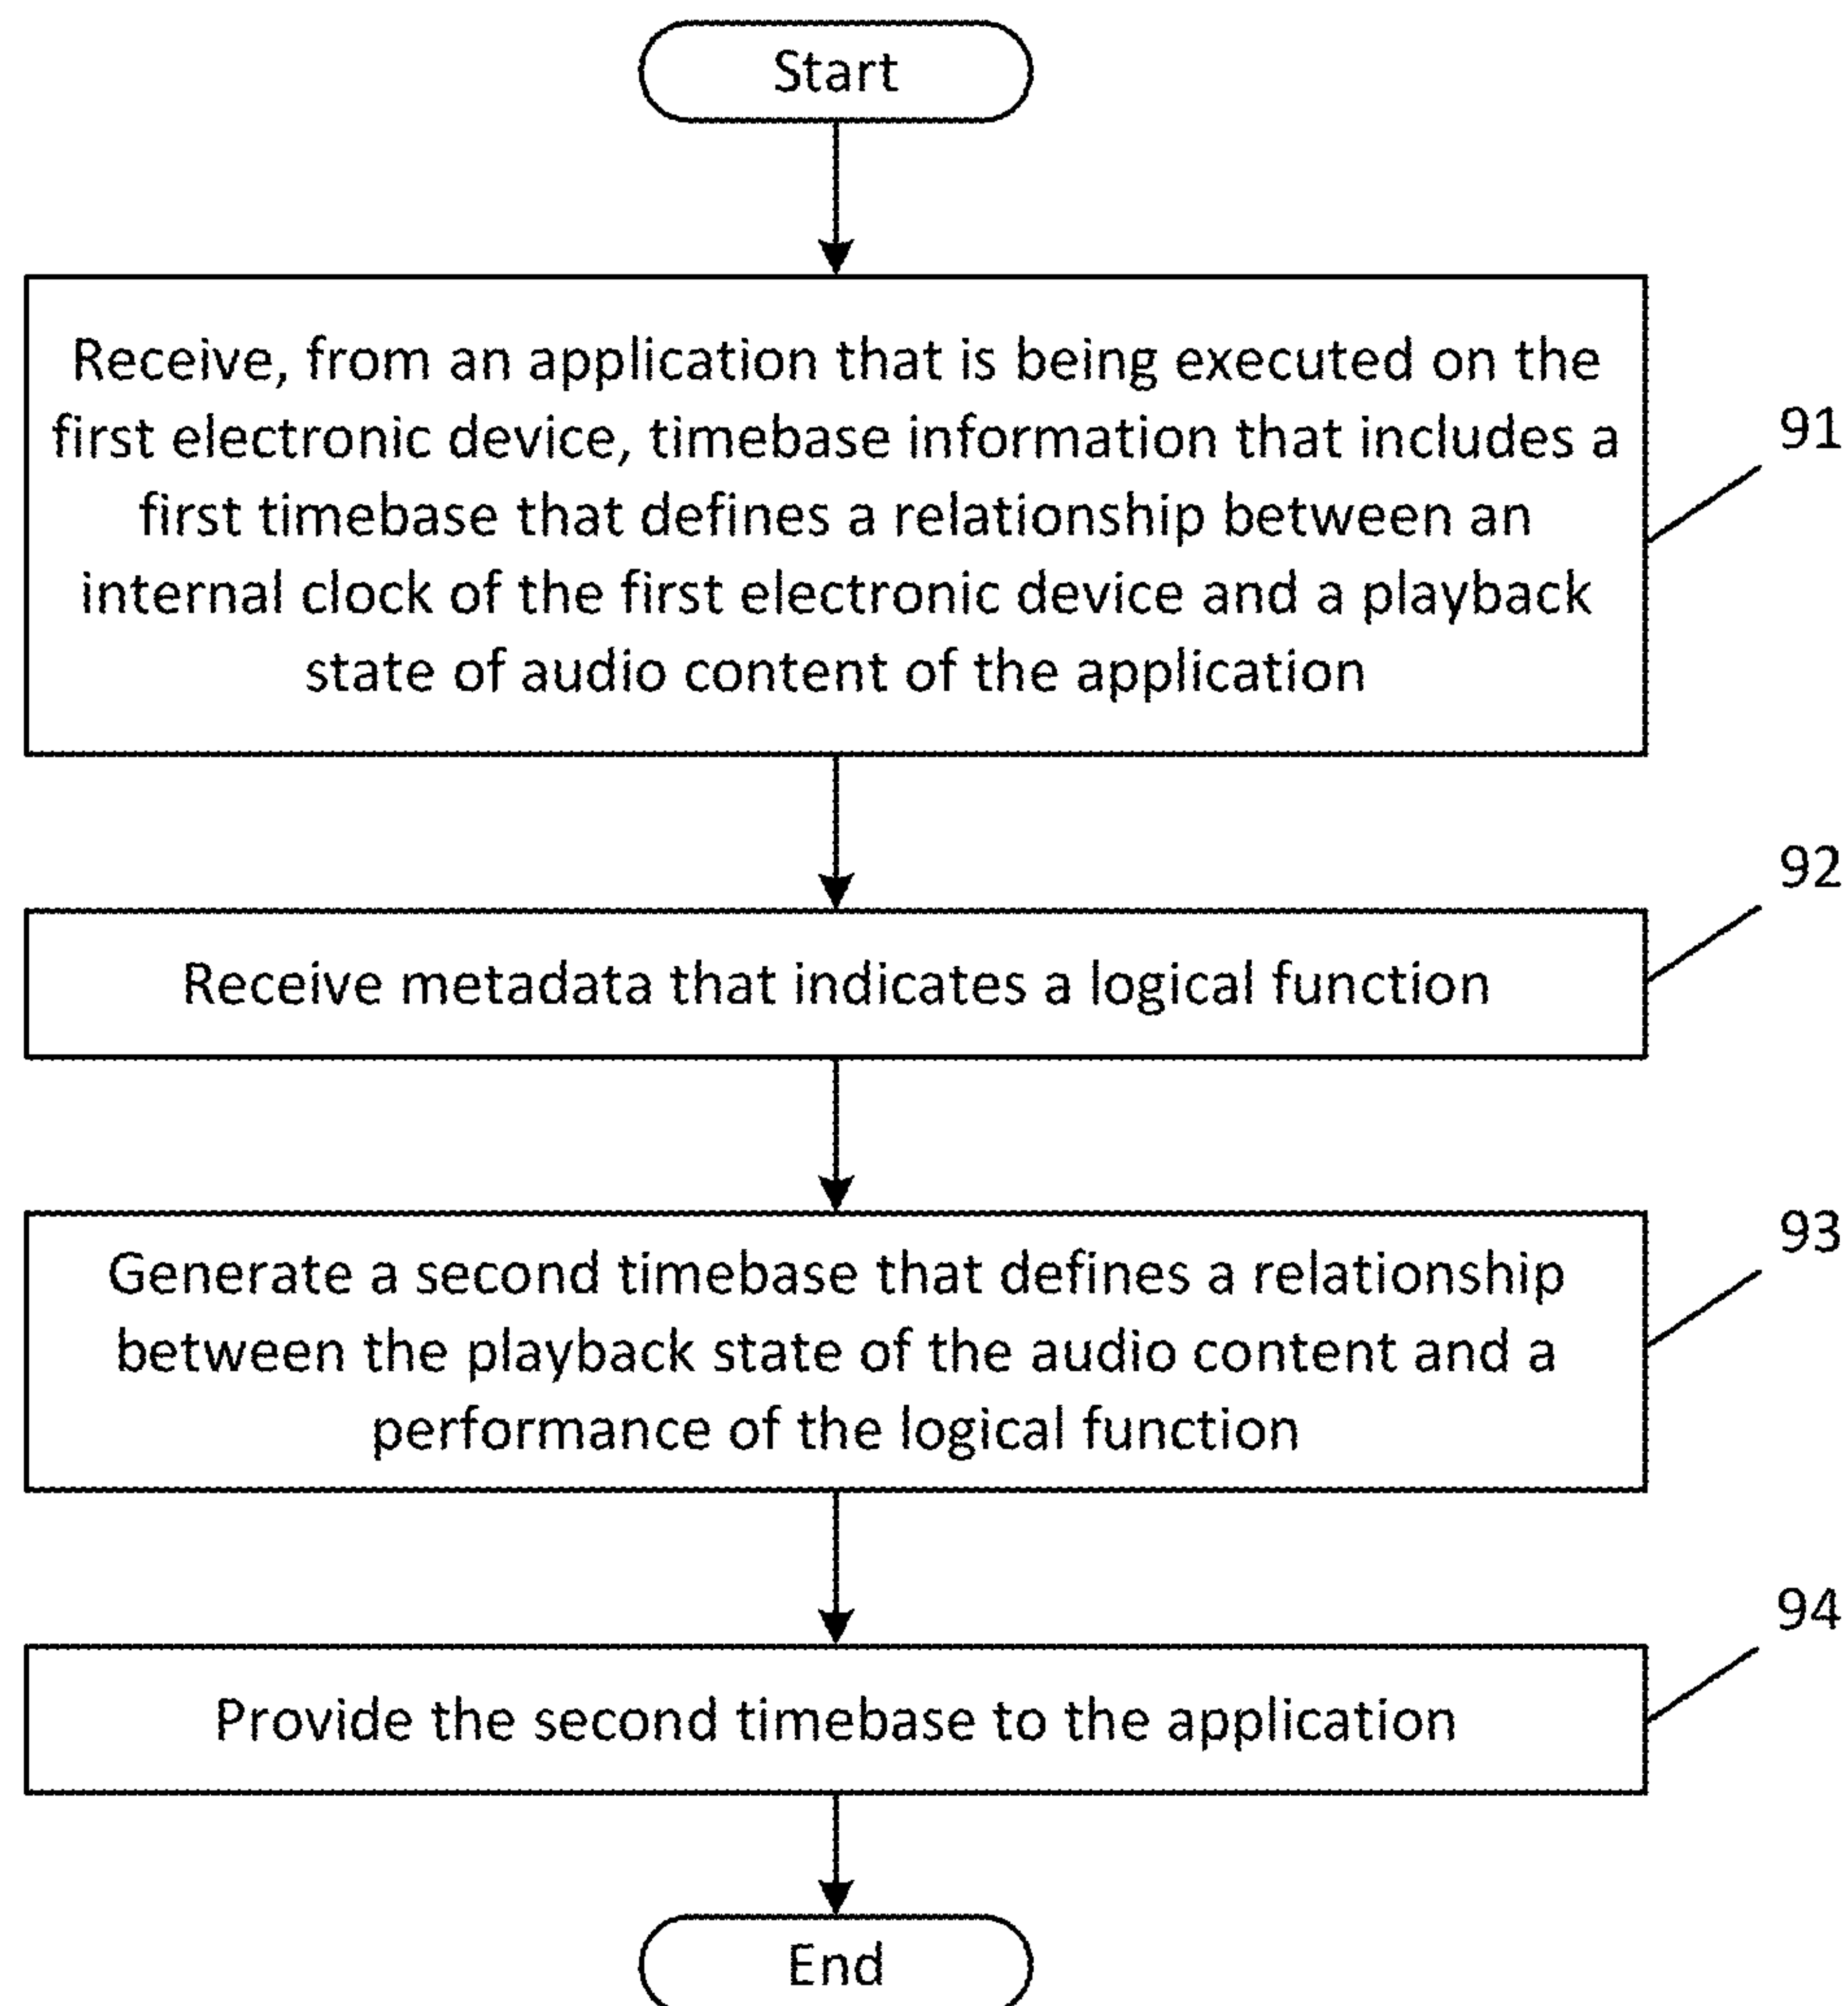 Start
Receive, from an application that is being executed on the
first electronic device, timebase information that includes a
first timebase that defines a relationship between an
internal clock of the first electronic device and a playback
state of audio content of the application
91
Receive metadata that indicates a logical function
92
Generate a second timebase that defines a relationship
between the playback state of the audio content and a
performance of the logical function
93
Provide the second timebase to the application
94
End